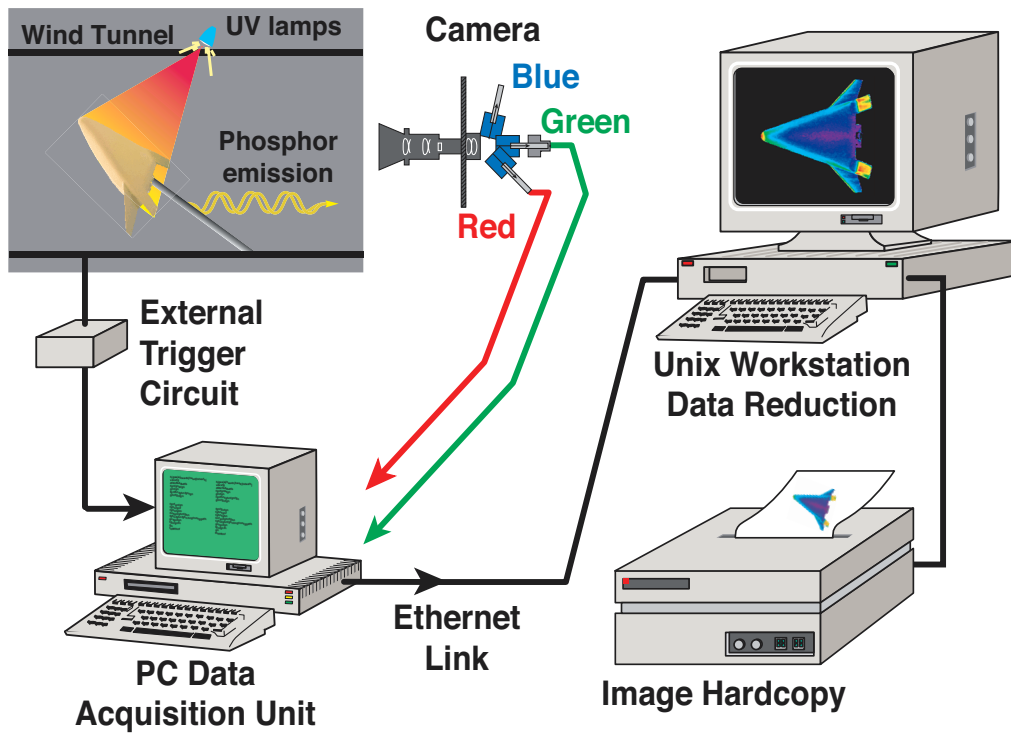 Wind Tunnel
UV lamps
Phosphor
emission
Camera
Blue
Green
Red
External
Trigger
Circuit
Unix Workstation
Data Reduction
Ethernet
Link
PC Data
Acquisition Unit
Image Hardcopy